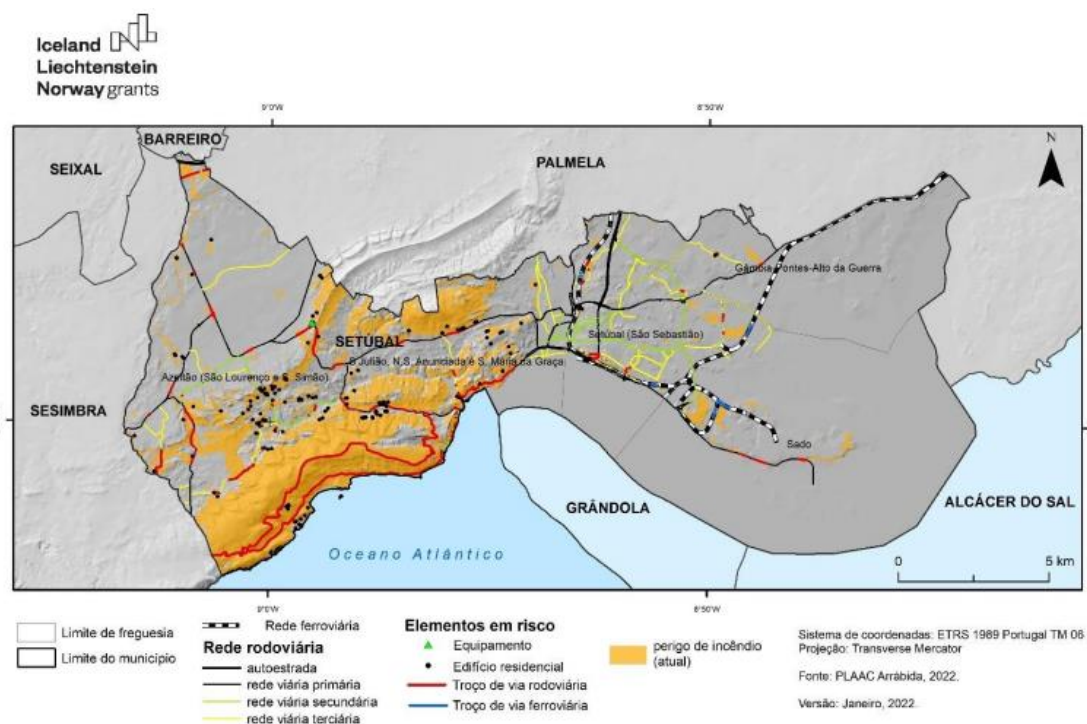 Iceland
Liechtenstein
Norway grants
9°0'W
8°50'W
BARREIRO
SEIXAL
PALMELA
N
Gâmbia Pontes-Alto da Guerra
SETÚBAL
Setúbal (São Sebastião)
S Julião, N.S. Anunciada e S. Maria da Graça
Azeitão (São Lourenço e S. Simão)
SESIMBRA
Sado
GRÂNDOLA
ALCÁCER DO SAL
Oceano Atlântico
0 5 km
9°0'W
8°50'W
Limite de freguesia
Limite do município
Rede ferroviária
Rede rodoviária
autoestrada
rede viária primária
rede viária secundária
rede viária terciária
Elementos em risco
Equipamento
Edifício residencial
Troço de via rodoviária
Troço de via ferroviária
perigo de incêndio
(atual)
Sistema de coordenadas: ETRS 1989 Portugal TM 06
Projeção: Transverse Mercator
Fonte: PLAAC Arrábida, 2022.
Versão: Janeiro, 2022.